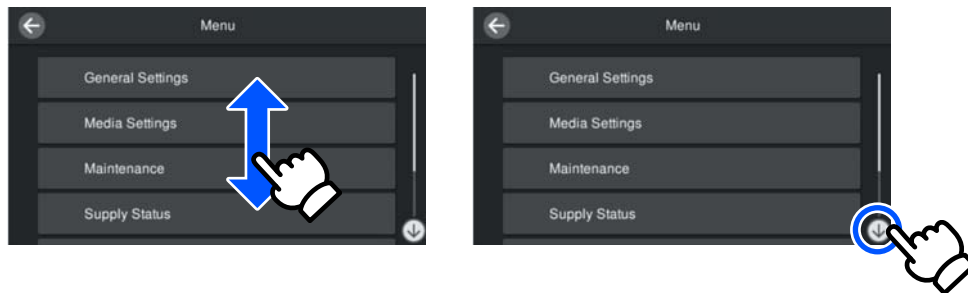 Menu
General Settings
Media Settings
Maintenance
Supply Status
Menu
General Settings
Media Settings
Maintenance
Supply Status